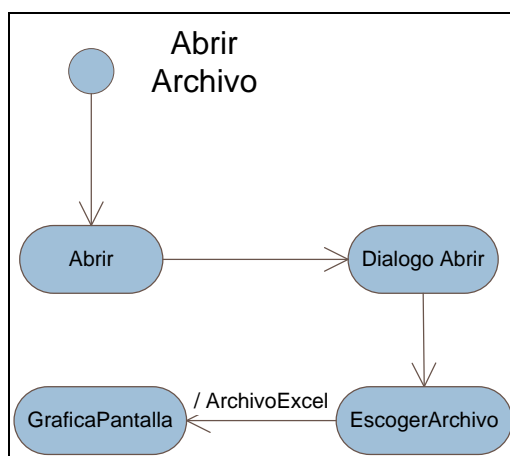 Abrir
Archivo
Abrir
Dialogo Abrir
GraficaPantalla
/ ArchivoExcel
EscogerArchivo